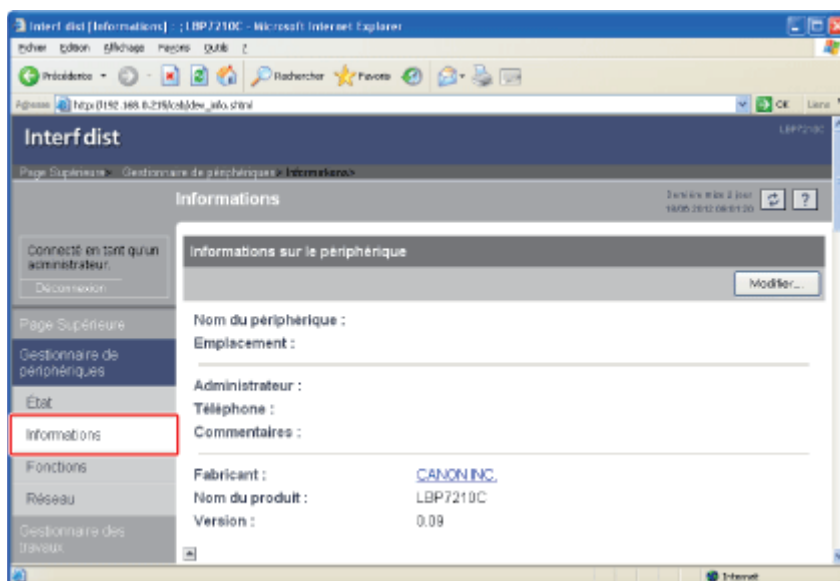 Interf dist [Informations] : ; LBP7210C - Microsoft Internet Explorer
Fichier Edition Affichage Favoris Outils ?
Précédente Rechercher Favoris
Adresse OK Liens
Interf dist
LBP7210C
Page Supérieure > Gestionnaire de périphériques > Informations >
Informations
Dernière mise à jour
?
Connecté en tant qu'un
administrateur.
Déconnexion
Informations sur le périphérique
Modifier...
Page Supérieure
Nom du périphérique :
Emplacement :
Gestionnaire de
périphériques
Administrateur :
État
Téléphone :
Informations
Commentaires :
Fonctions
Fabricant :
CANON INC.
Réseau
Nom du produit :
LBP7210C
Version :
0.09
Gestionnaire des
travaux
Internet